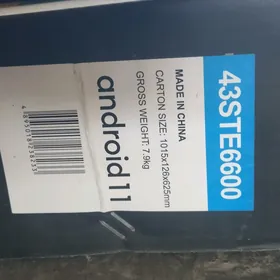 43STE6600
MADE IN CHINA
CARTON SIZE: 1015x126x625mm
GROSS WEIGHT: 7.9kg
android11